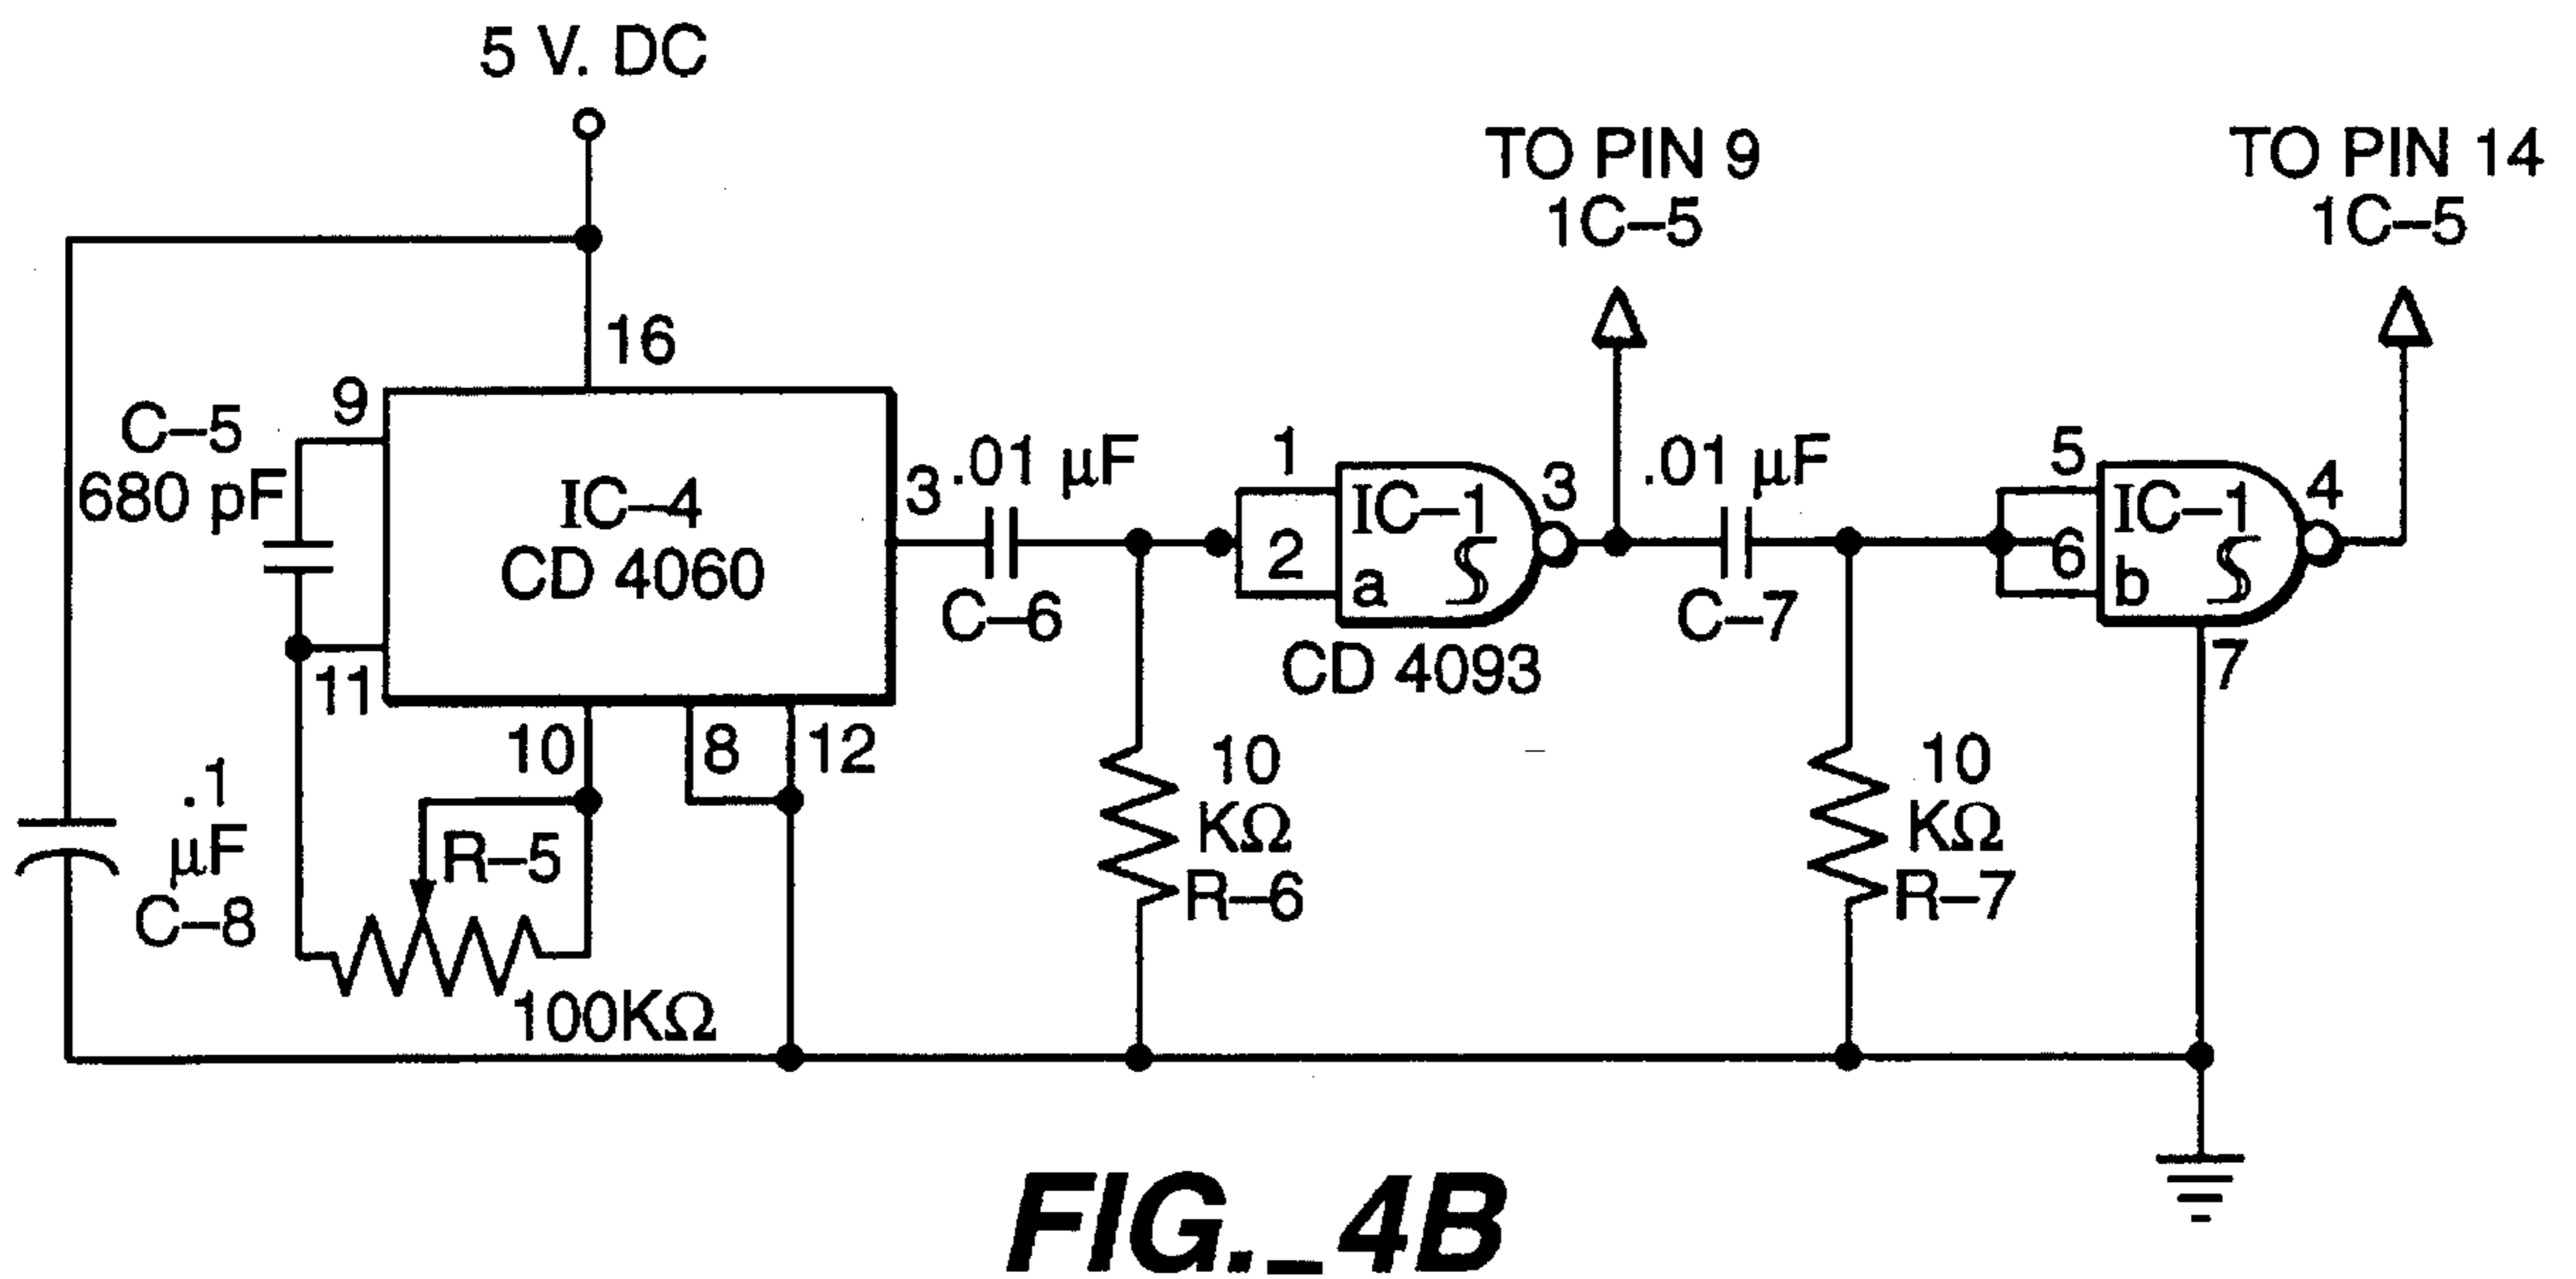 5 V. DC
TO PIN 9
1C–5
TO PIN 14
1C–5
16
9
C–5
680 pF
IC–4
CD 4060
3
.01 µF
C–6
1
2
IC–1
a
3
CD 4093
.01 µF
C–7
5
6
IC–1
b
4
7
11
10
8
12
.1
µF
C–8
R–5
100KΩ
10
KΩ
R–6
10
KΩ
R–7
FIG._4B